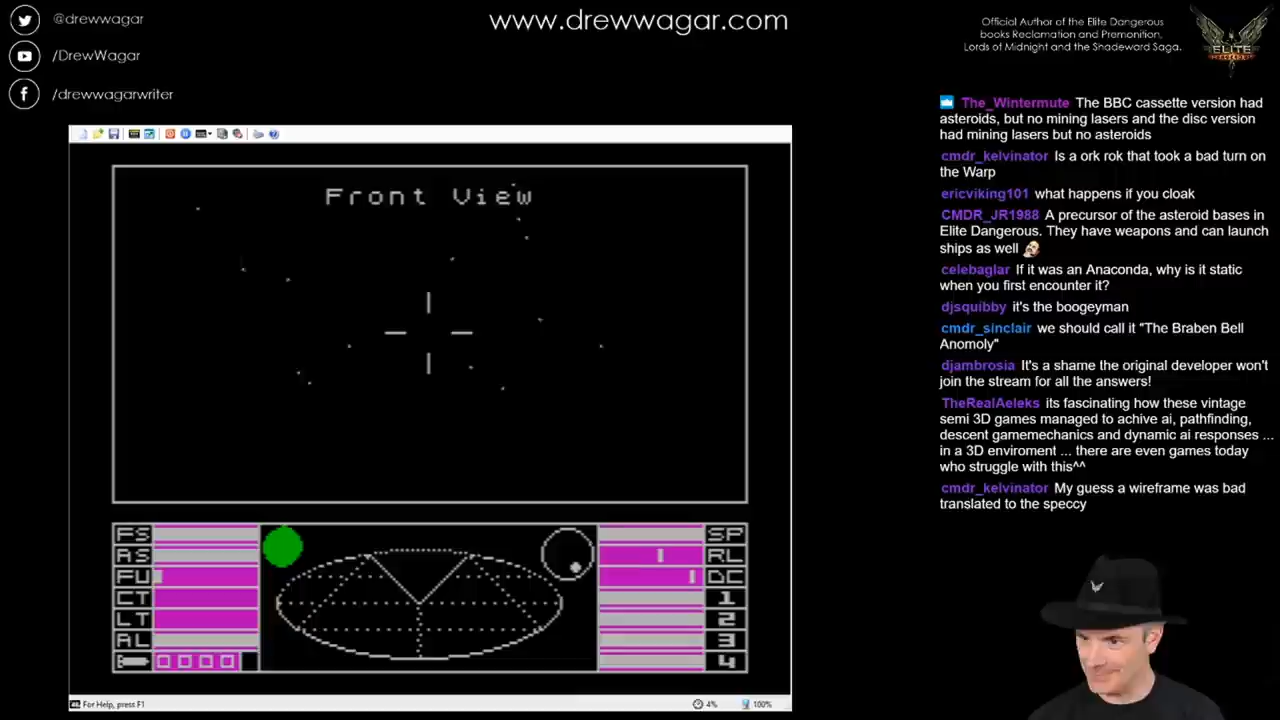 @drewwagar
/DrewWagar
/drewwagarwriter
www.drewwagar.com
Official Author of the Elite Dangerous
books Reclamation and Premonition,
Lords of Midnight and the Shadeward Saga.
ELITE
DANGEROUS
Front View
FS
AS
FU
CT
LT
AL
SP
RL
DC
1
2
3
4
For Help, press F1
4%
100%
The_Wintermute The BBC cassette version had
asteroids, but no mining lasers and the disc version
had mining lasers but no asteroids
cmdr_kelvinator Is a ork rok that took a bad turn on
the Warp
ericviking101 what happens if you cloak
CMDR_JR1988 A precursor of the asteroid bases in
Elite Dangerous. They have weapons and can launch
ships as well
celebaglar If it was an Anaconda, why is it static
when you first encounter it?
djsquibby it's the boogeyman
cmdr_sinclair we should call it "The Braben Bell
Anomoly"
djambrosia It's a shame the original developer won't
join the stream for all the answers!
TheRealAeleks its fascinating how these vintage
semi 3D games managed to achive ai, pathfinding,
descent gamemechanics and dynamic ai responses ...
in a 3D enviroment ... there are even games today
who struggle with this^^
cmdr_kelvinator My guess a wireframe was bad
translated to the speccy